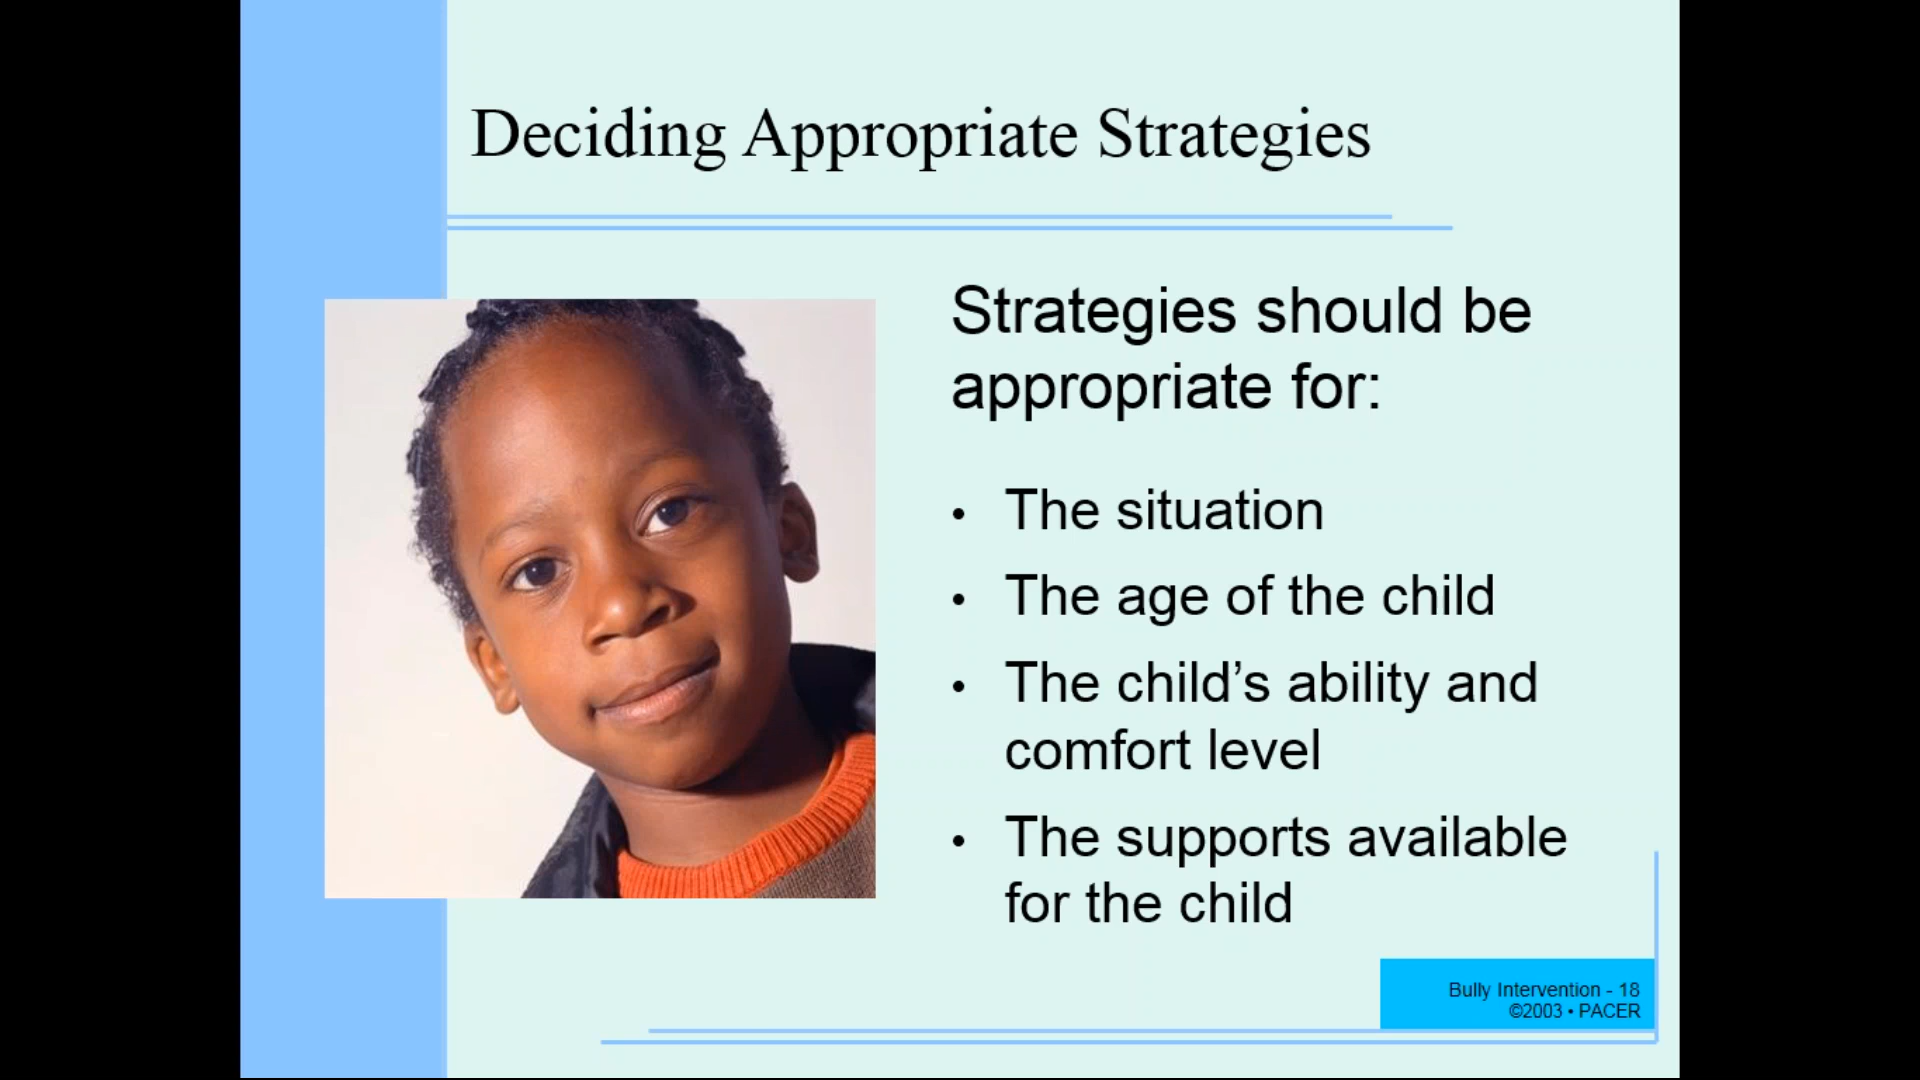 Deciding Appropriate Strategies
Strategies should be
appropriate for:
• The situation
• The age of the child
• The child’s ability and
comfort level
• The supports available
for the child
Bully Intervention - 18
©2003 • PACER